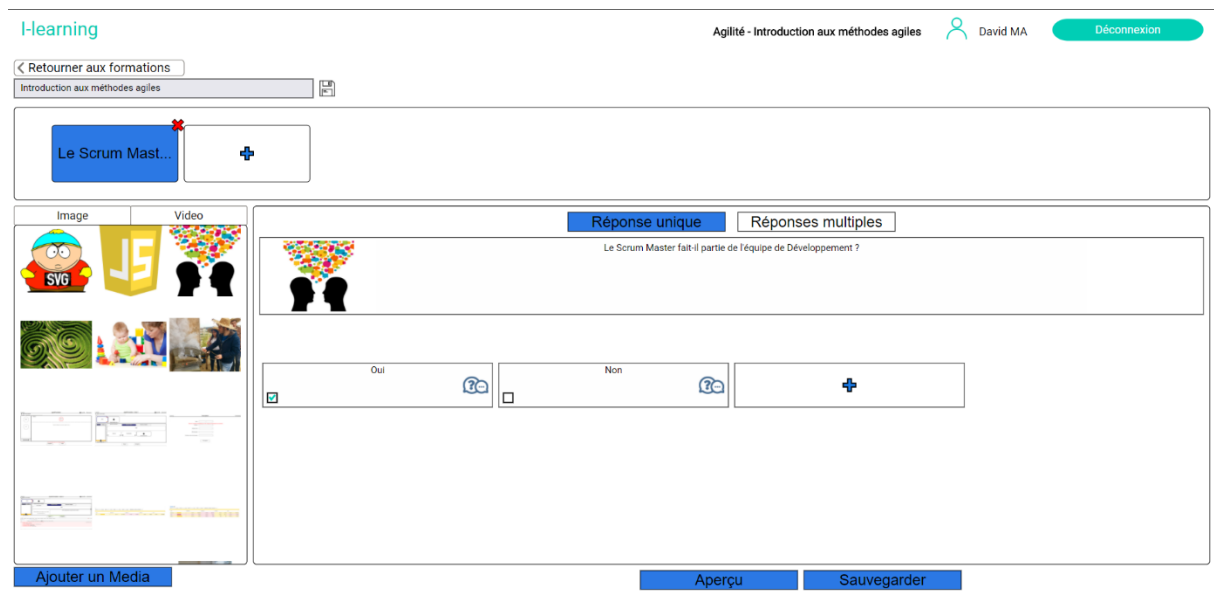 I-learning
Agilité - Introduction aux méthodes agiles
David MA
Déconnexion
Retourner aux formations
Introduction aux méthodes agiles
Le Scrum Mast...
Image
Video
Réponse unique
Réponses multiples
SVG
JS
Le Scrum Master fait-il partie de l'équipe de Développement ?
Oui
Non
Ajouter un Media
Aperçu
Sauvegarder